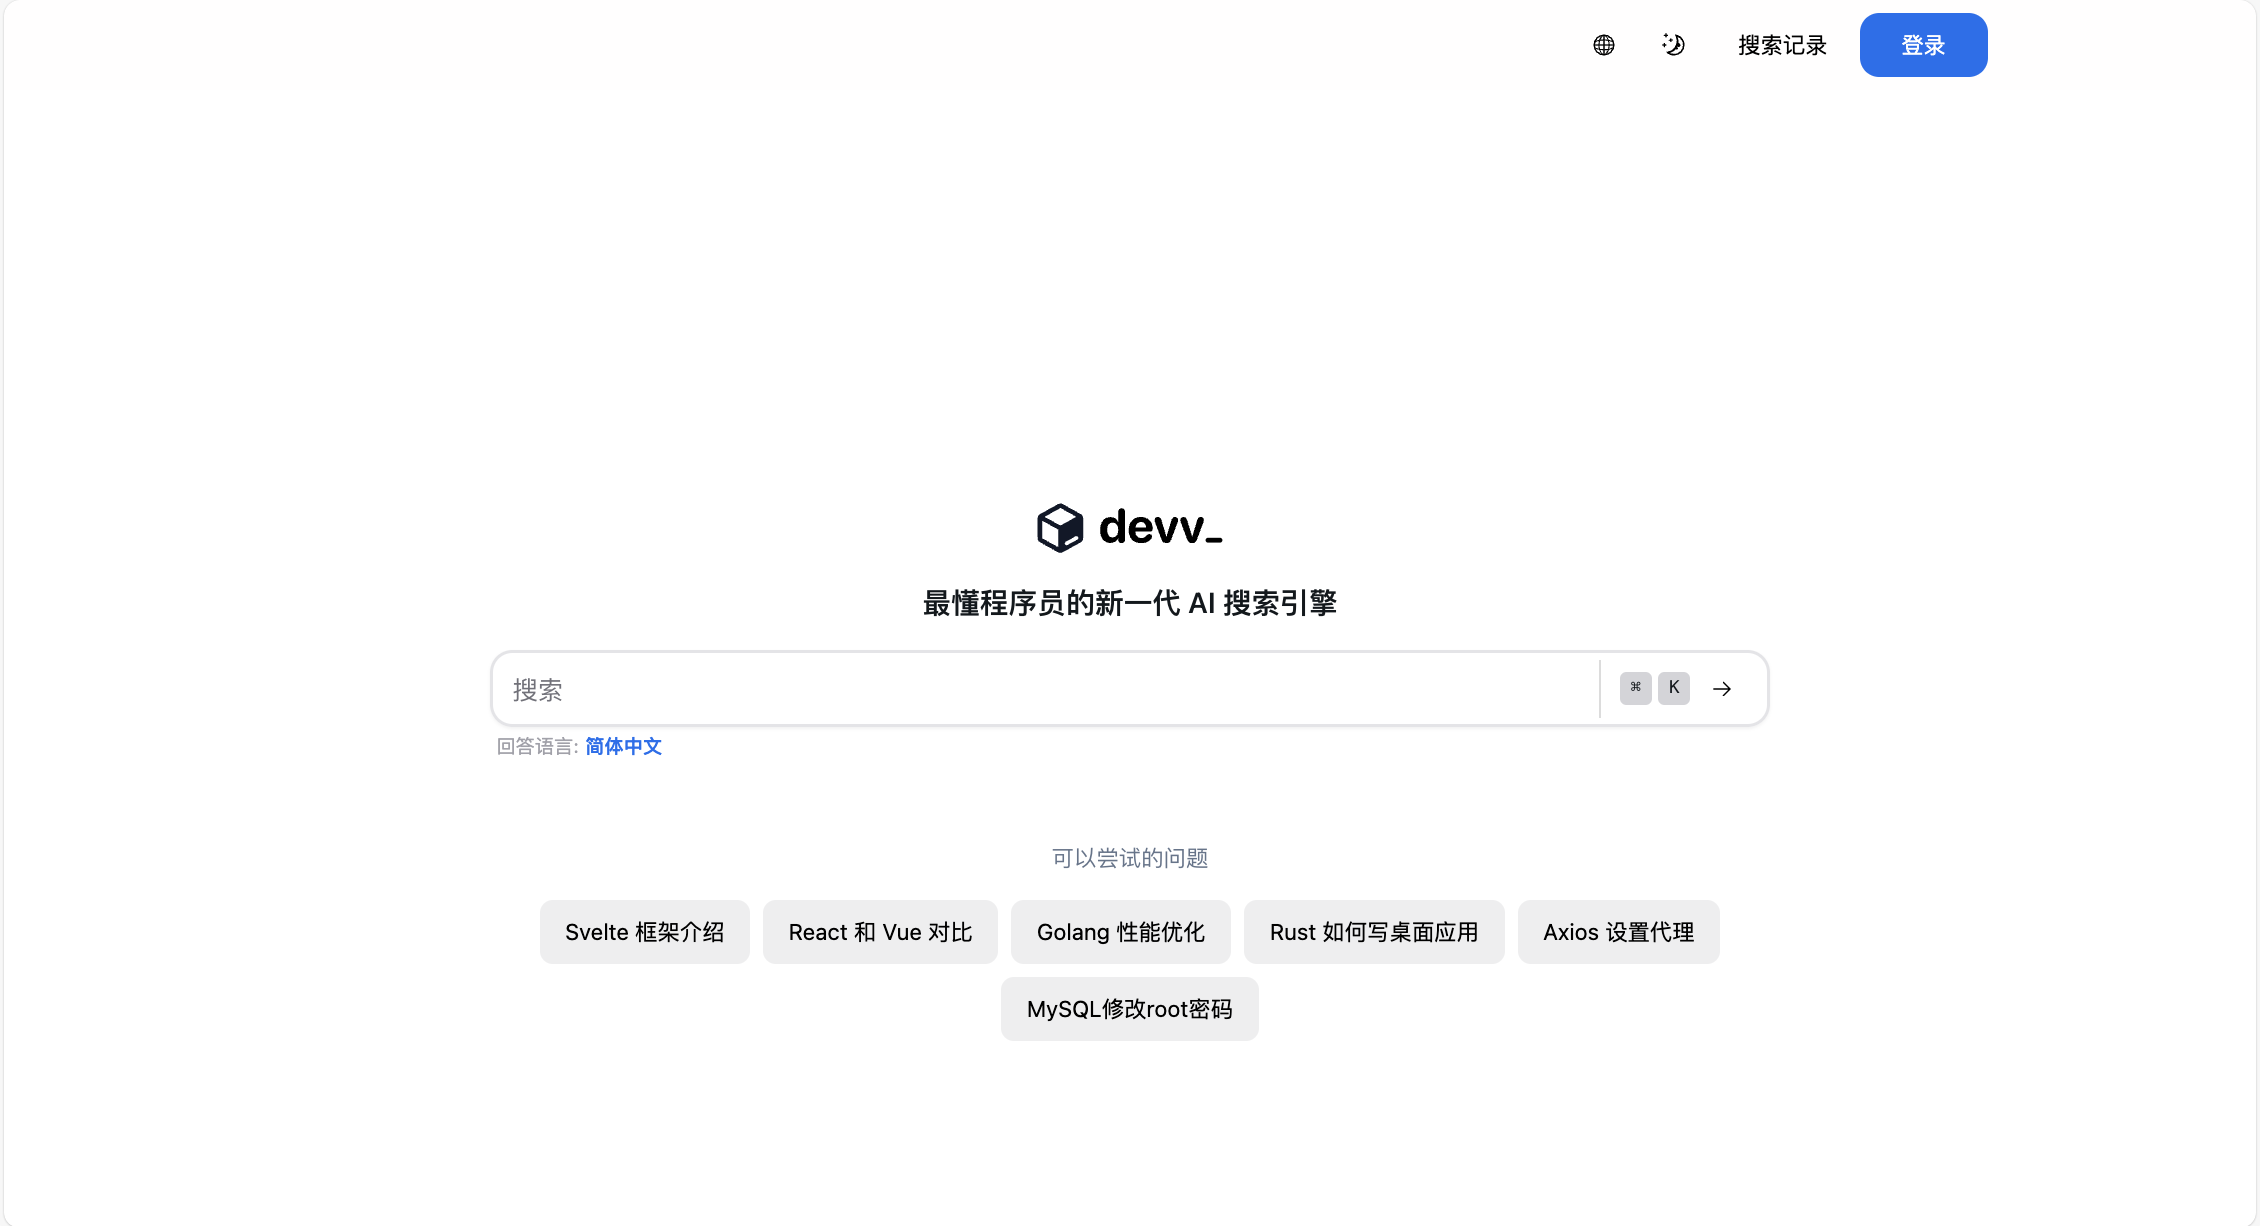 搜索记录 登录
devv_
最懂程序员的新一代 AI 搜索引擎
搜索 ⌘ K →
回答语言: 简体中文
可以尝试的问题
Svelte 框架介绍 React 和 Vue 对比 Golang 性能优化 Rust 如何写桌面应用 Axios 设置代理
MySQL修改root密码